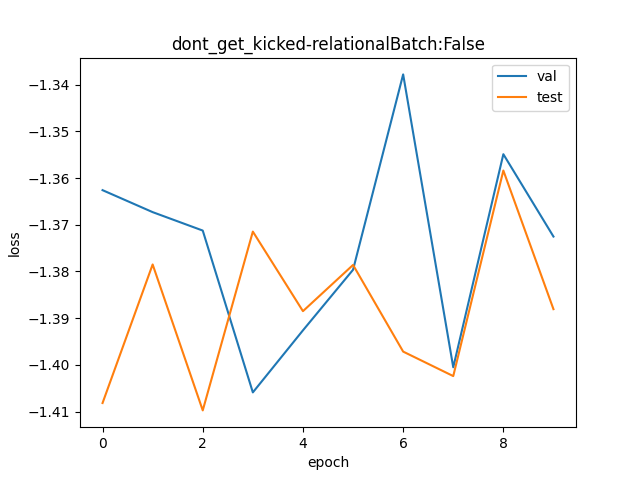 dont_get_kicked-relationalBatch:False
val
test
loss
−1.34
−1.35
−1.36
−1.37
−1.38
−1.39
−1.40
−1.41
0
2
4
6
8
epoch